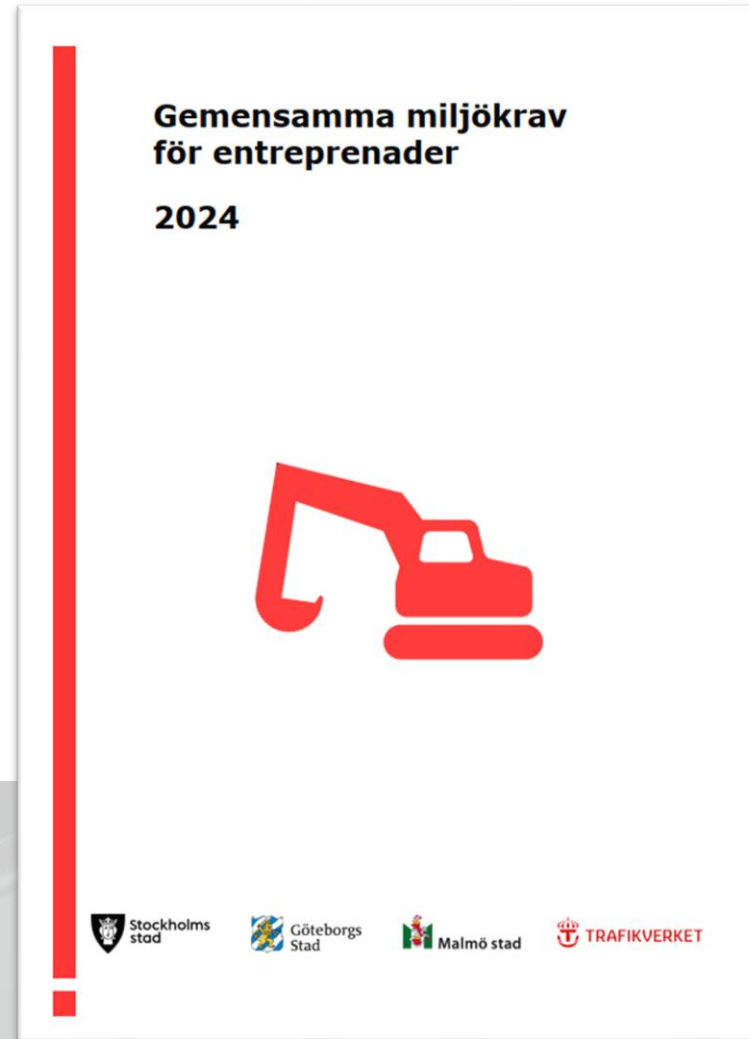 Gemensamma miljökrav
för entreprenader
2024
Stockholms
stad
Göteborgs
Stad
Malmö stad
TRAFIKVERKET